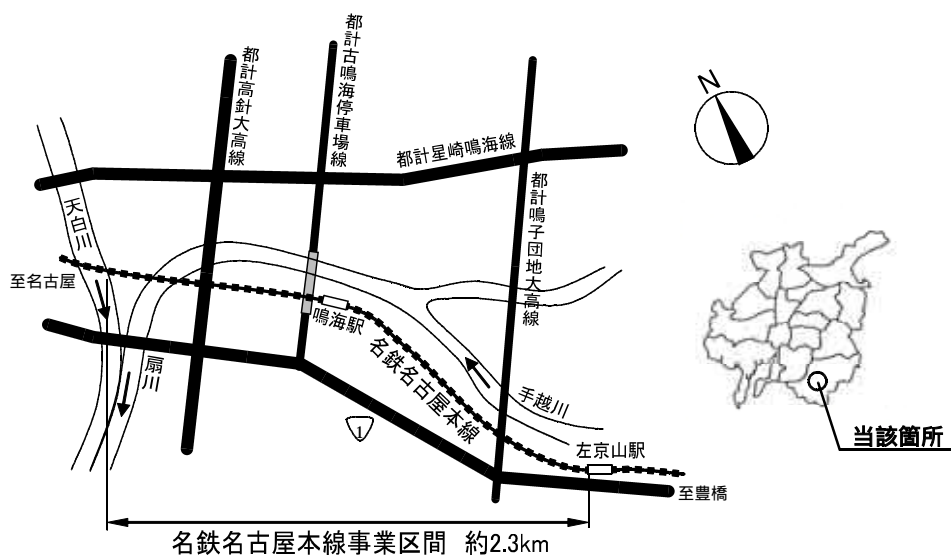 都計高針大高線
都計古鳴海停車場線
都計星崎鳴海線
都計鳴子団地大高線
N
天白川
至名古屋
鳴海駅
扇川
名鉄名古屋本線
手越川
1
左京山駅
至豊橋
当該箇所
名鉄名古屋本線事業区間 約2.3km